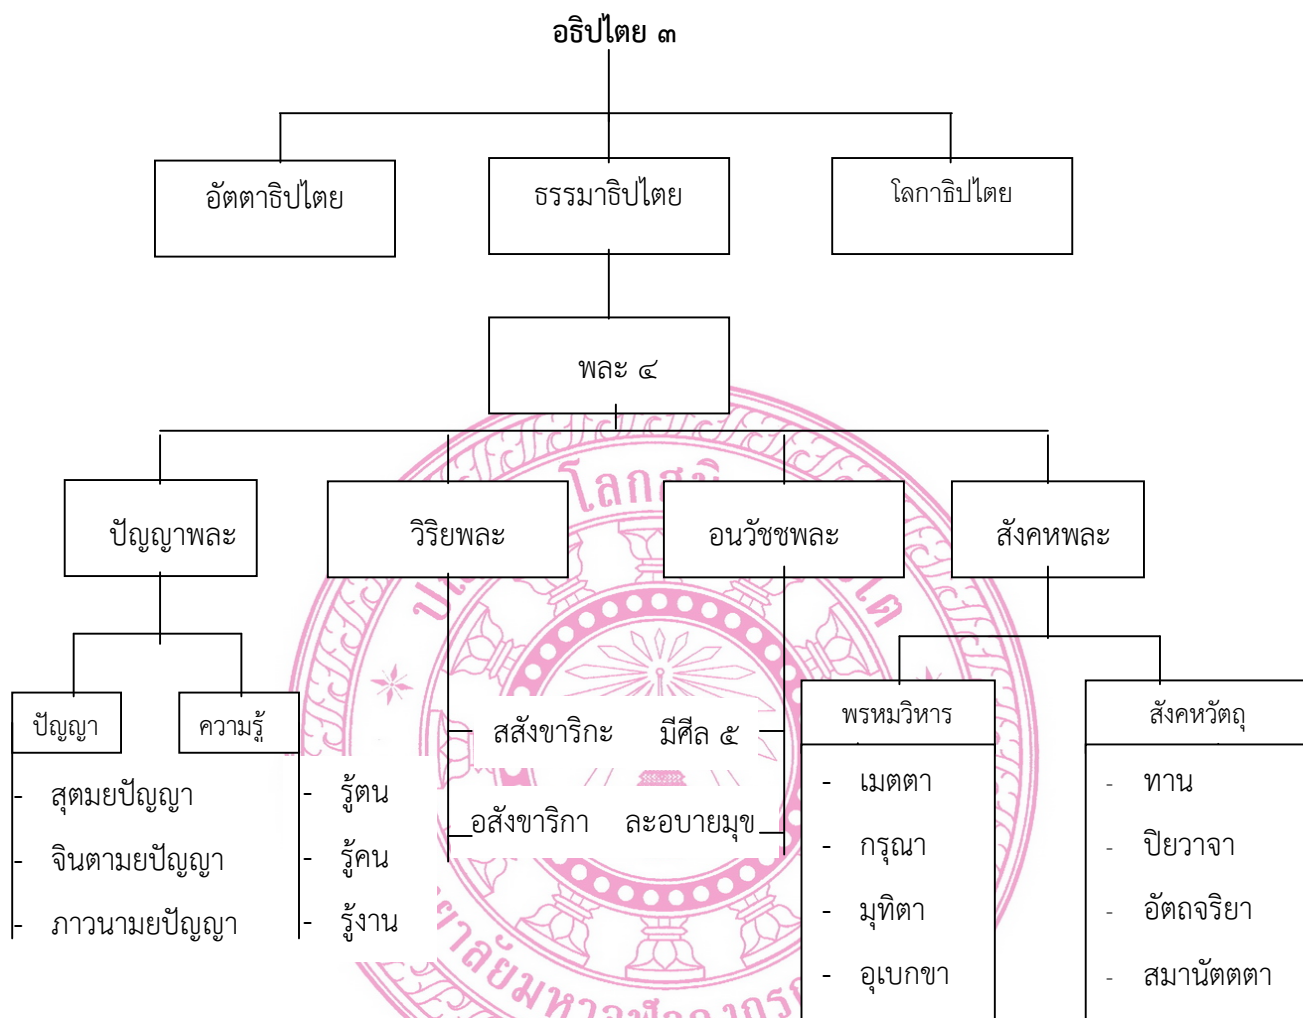 อธิปไตย ๓
อัตตาธิปไตย
ธรรมาธิปไตย
โลกาธิปไตย
พละ ๔
ปัญญาพละ
วิริยพละ
อนวัชชพละ
สังคหพละ
ปัญญา
ความรู้
- สุตมยปัญญา
- จินตามยปัญญา
- ภาวนามยปัญญา
- รู้ตน
- รู้คน
- รู้งาน
สสังขาริกะ
อสังขาริกา
มีศีล ๕
ละอบายมุข
พรหมวิหาร
- เมตตา
- กรุณา
- มุทิตา
- อุเบกขา
สังคหวัตถุ
- ทาน
- ปิยวาจา
- อัตถจริยา
- สมานัตตตา